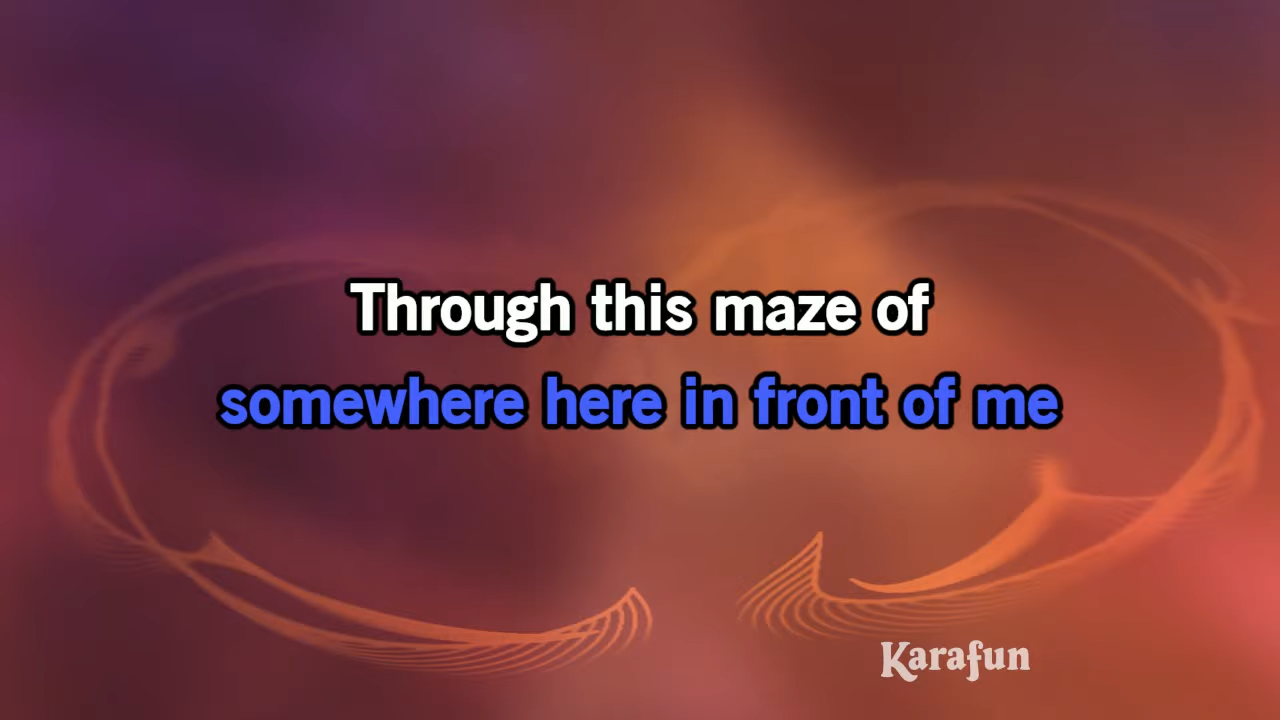 Through this maze of
somewhere here in front of me
Karafun